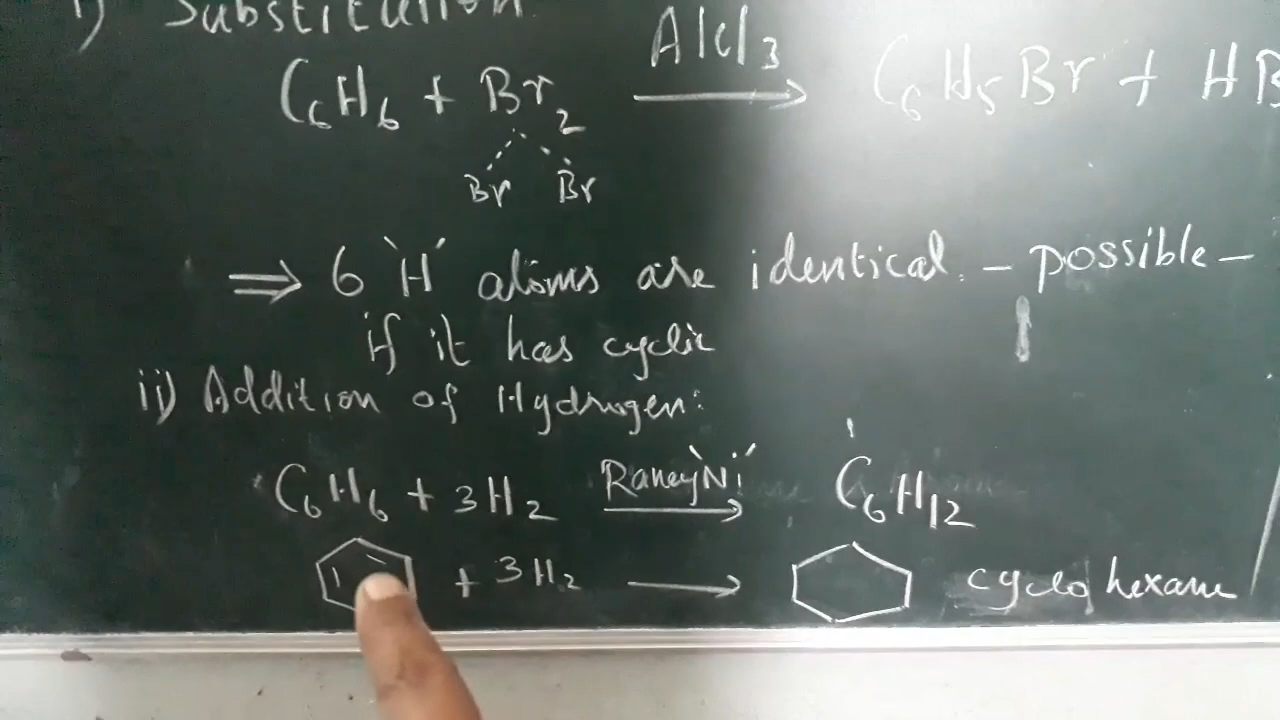 i) Substitution
AlCl3
C6H6 + Br2 → C6H5Br + HB
Br Br
⇒ 6 'H' atoms are identical. – possible –
if it has cyclic
ii) Addition of Hydrogen:
C6H6 + 3H2 Raney 'Ni' → C6H12
+ 3H2 → cyclohexane